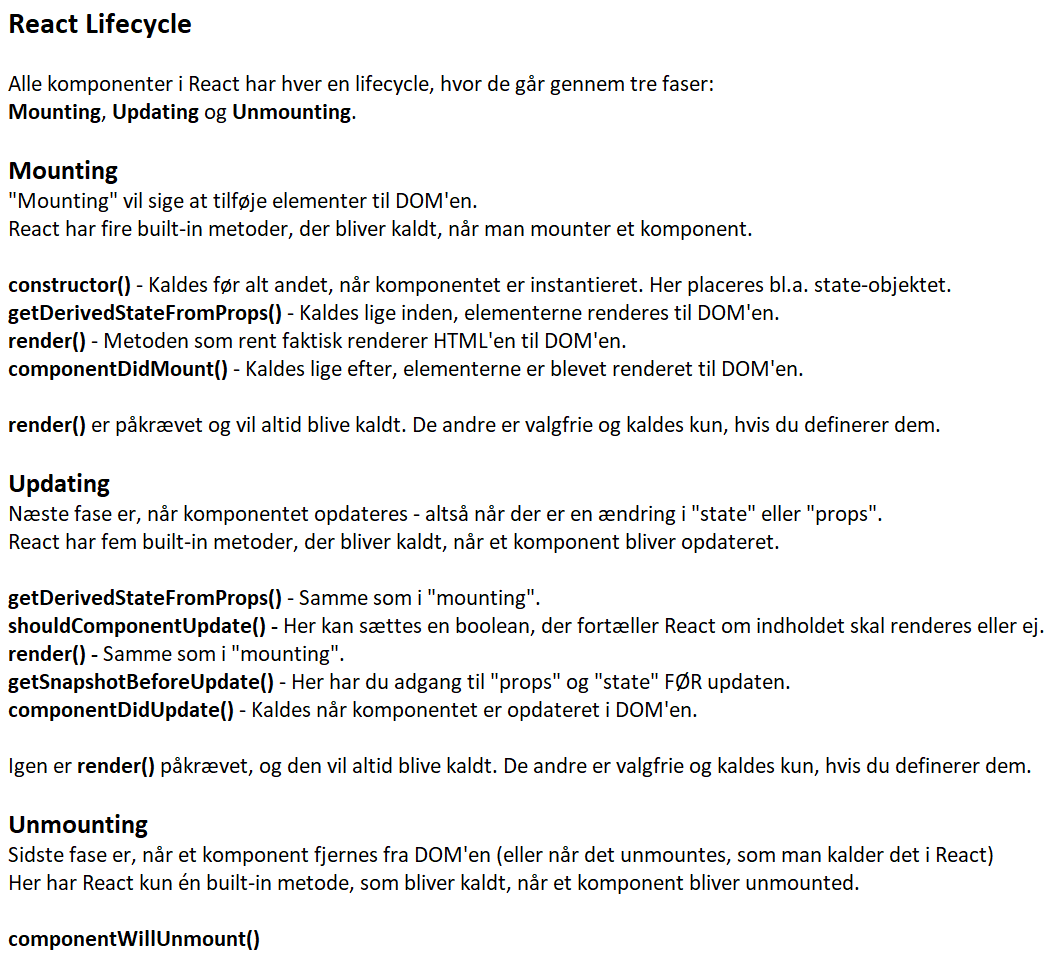 React Lifecycle
Alle komponenter i React har hver en lifecycle, hvor de går gennem tre faser:
Mounting, Updating og Unmounting.
Mounting
"Mounting" vil sige at tilføje elementer til DOM'en.
React har fire built-in metoder, der bliver kaldt, når man mounter et komponent.
constructor() - Kaldes før alt andet, når komponentet er instantieret. Her placeres bl.a. state-objektet.
getDerivedStateFromProps() - Kaldes lige inden, elementerne renderes til DOM'en.
render() - Metoden som rent faktisk renderer HTML'en til DOM'en.
componentDidMount() - Kaldes lige efter, elementerne er blevet renderet til DOM'en.
render() er påkrævet og vil altid blive kaldt. De andre er valgfrie og kaldes kun, hvis du definerer dem.
Updating
Næste fase er, når komponentet opdateres - altså når der er en ændring i "state" eller "props".
React har fem built-in metoder, der bliver kaldt, når et komponent bliver opdateret.
getDerivedStateFromProps() - Samme som i "mounting".
shouldComponentUpdate() - Her kan sættes en boolean, der fortæller React om indholdet skal renderes eller ej.
render() - Samme som i "mounting".
getSnapshotBeforeUpdate() - Her har du adgang til "props" og "state" FØR updaten.
componentDidUpdate() - Kaldes når komponentet er opdateret i DOM'en.
Igen er render() påkrævet, og den vil altid blive kaldt. De andre er valgfrie og kaldes kun, hvis du definerer dem.
Unmounting
Sidste fase er, når et komponent fjernes fra DOM'en (eller når det unmountes, som man kalder det i React)
Her har React kun én built-in metode, som bliver kaldt, når et komponent bliver unmounted.
componentWillUnmount()